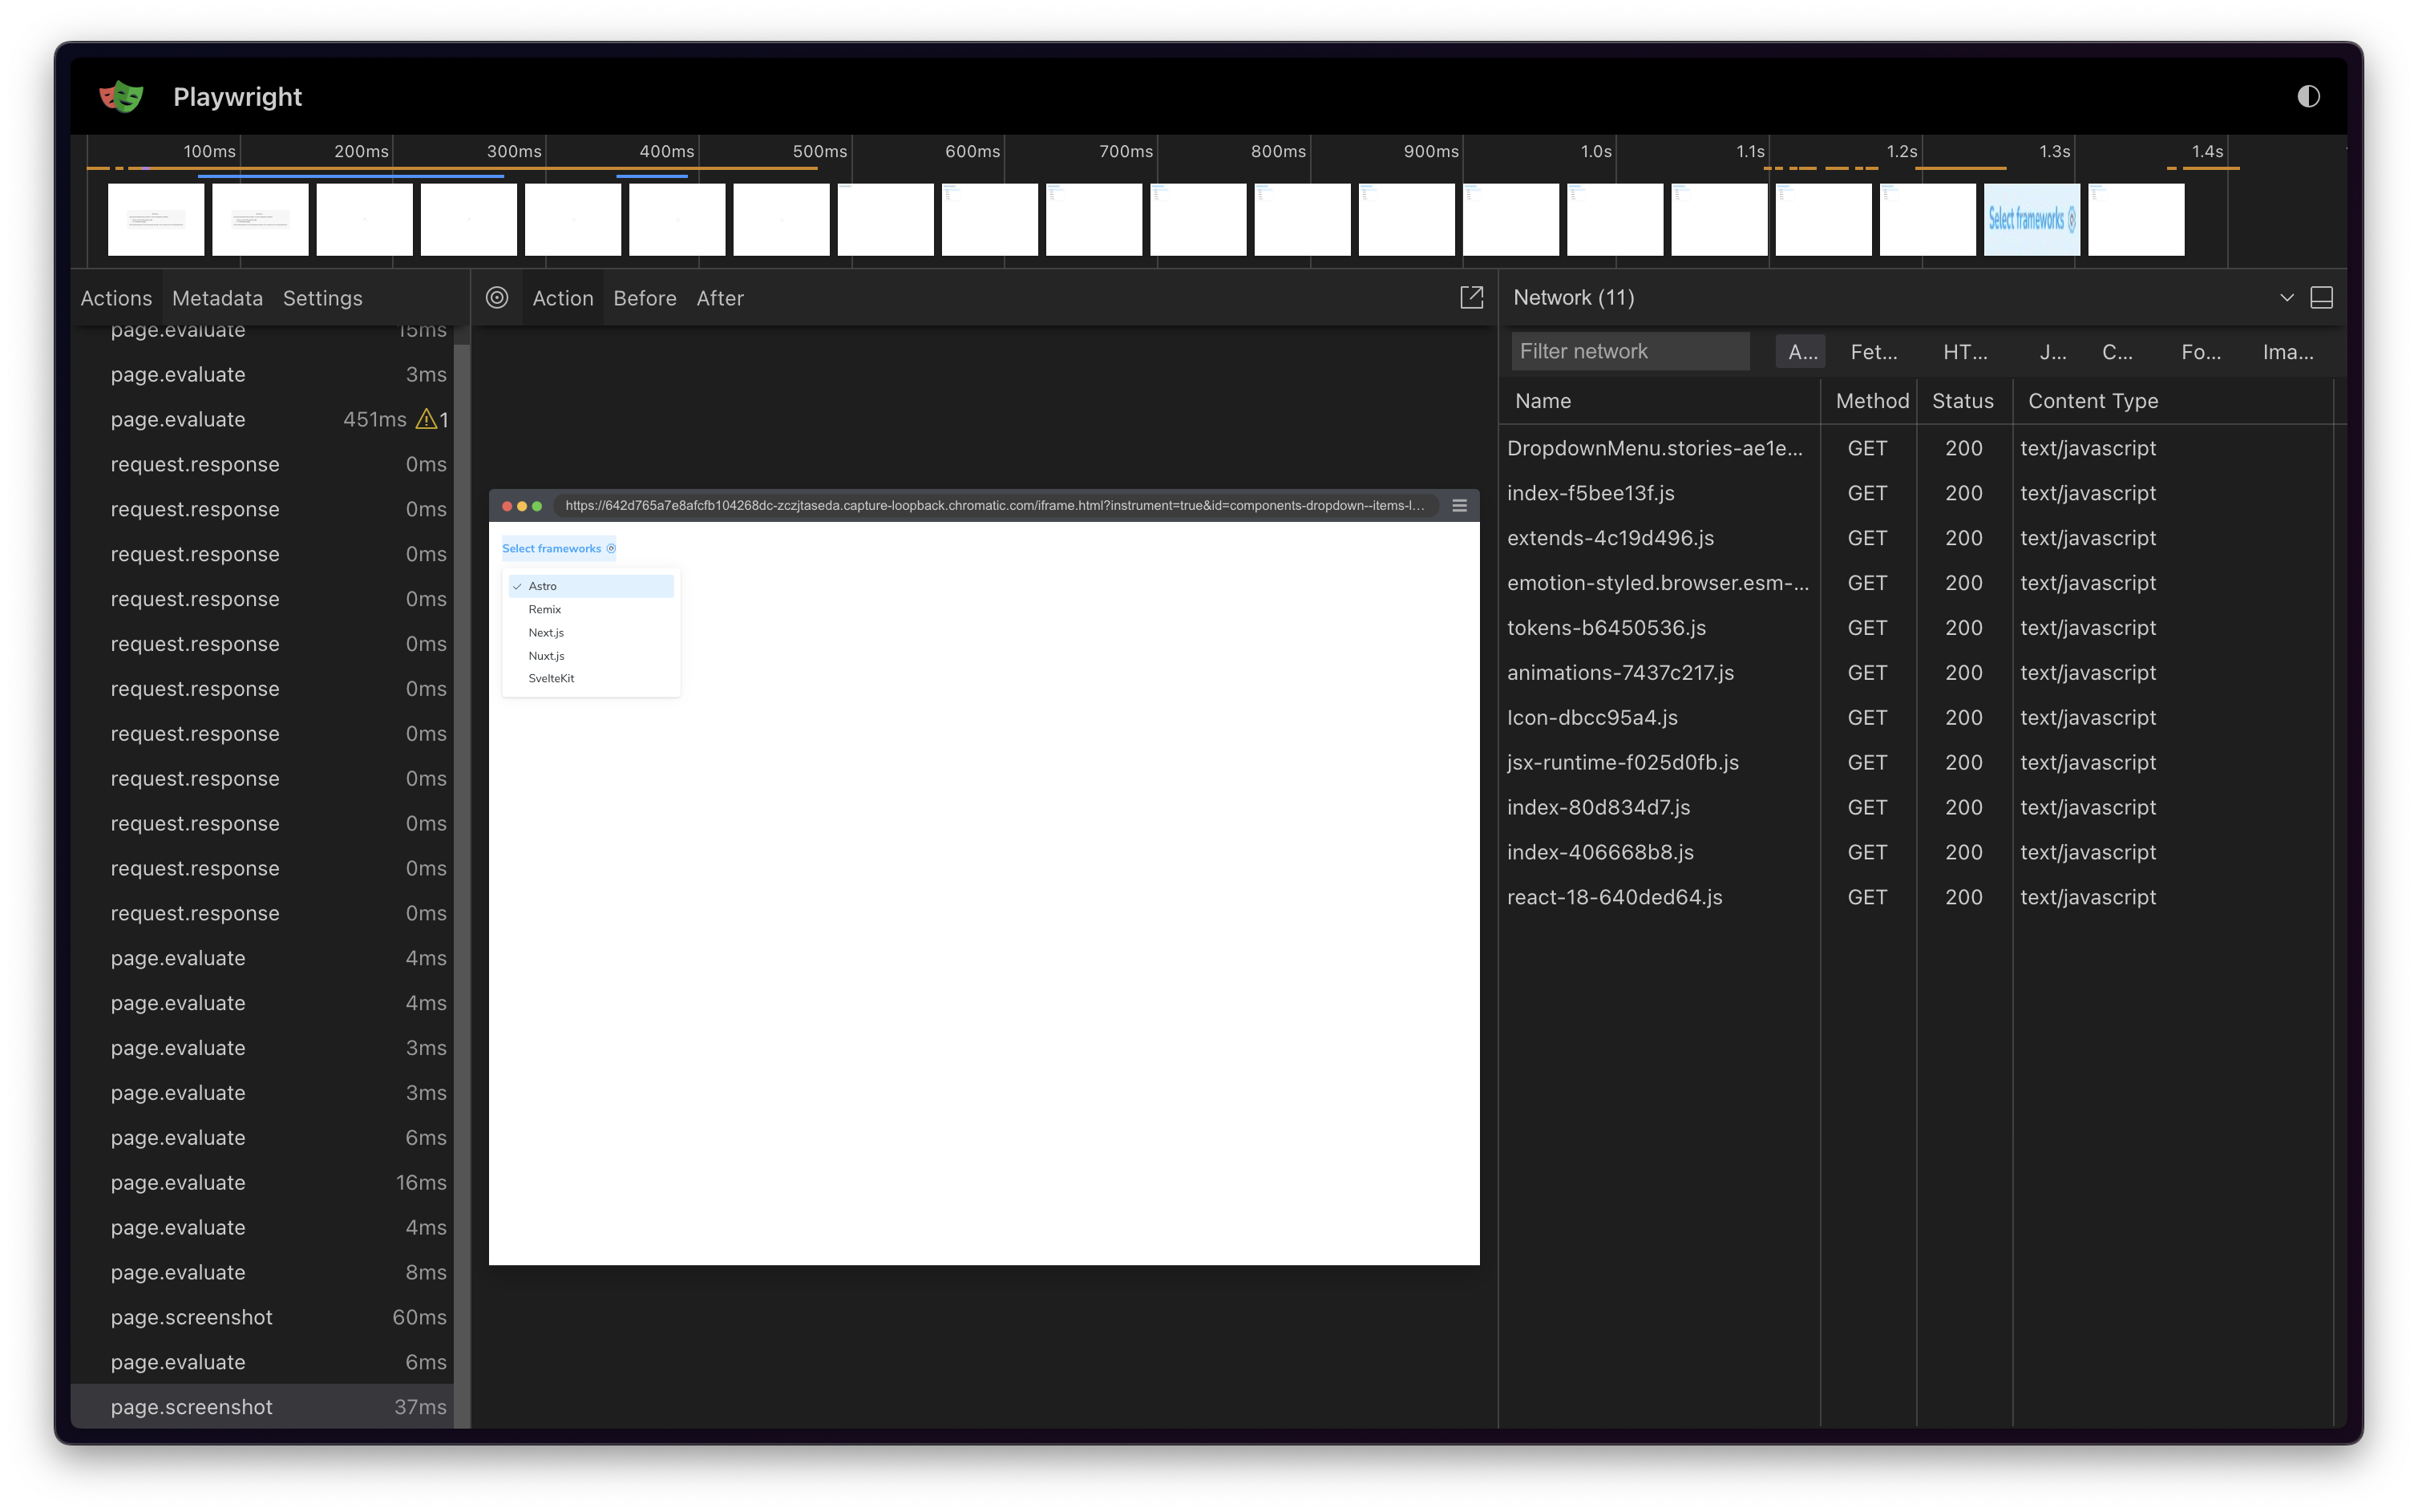 Playwright
100ms 200ms 300ms 400ms 500ms 600ms 700ms 800ms 900ms 1.0s 1.1s 1.2s 1.3s 1.4s
Select frameworks
Actions Metadata Settings
page.evaluate 15ms
page.evaluate 3ms
page.evaluate 451ms 1
request.response 0ms
request.response 0ms
request.response 0ms
request.response 0ms
request.response 0ms
request.response 0ms
request.response 0ms
request.response 0ms
request.response 0ms
request.response 0ms
request.response 0ms
page.evaluate 4ms
page.evaluate 4ms
page.evaluate 3ms
page.evaluate 3ms
page.evaluate 6ms
page.evaluate 16ms
page.evaluate 4ms
page.evaluate 8ms
page.screenshot 60ms
page.evaluate 6ms
page.screenshot 37ms
Action Before After
https://642d765a7e8afcfb104268dc-zczjtaseda.capture-loopback.chromatic.com/iframe.html?instrument=true&id=components-dropdown--items-l...
Select frameworks
Astro
Remix
Next.js
Nuxt.js
SvelteKit
Network (11)
Filter network A... Fet... HT... J... C... Fo... Ima...
Name Method Status Content Type
DropdownMenu.stories-ae1e... GET 200 text/javascript
index-f5bee13f.js GET 200 text/javascript
extends-4c19d496.js GET 200 text/javascript
emotion-styled.browser.esm-... GET 200 text/javascript
tokens-b6450536.js GET 200 text/javascript
animations-7437c217.js GET 200 text/javascript
Icon-dbcc95a4.js GET 200 text/javascript
jsx-runtime-f025d0fb.js GET 200 text/javascript
index-80d834d7.js GET 200 text/javascript
index-406668b8.js GET 200 text/javascript
react-18-640ded64.js GET 200 text/javascript